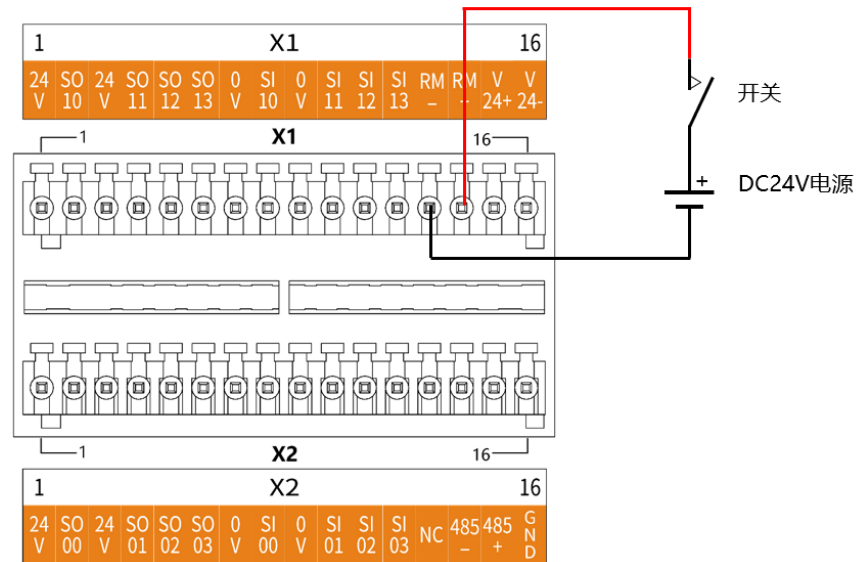 1 X1 16
24 SO 24 SO SO SO 0 SI 0 SI SI SI RM RM V V
V 10 V 11 12 13 V 10 V 11 12 13 – 24+ 24-
1 X1 16
开关
+ DC24V电源
1 X2 16
1 X2 16
24 SO 24 SO SO SO 0 SI 0 SI SI SI NC 485 485 G
V 00 V 01 02 03 V 00 V 01 02 03 – + N
D